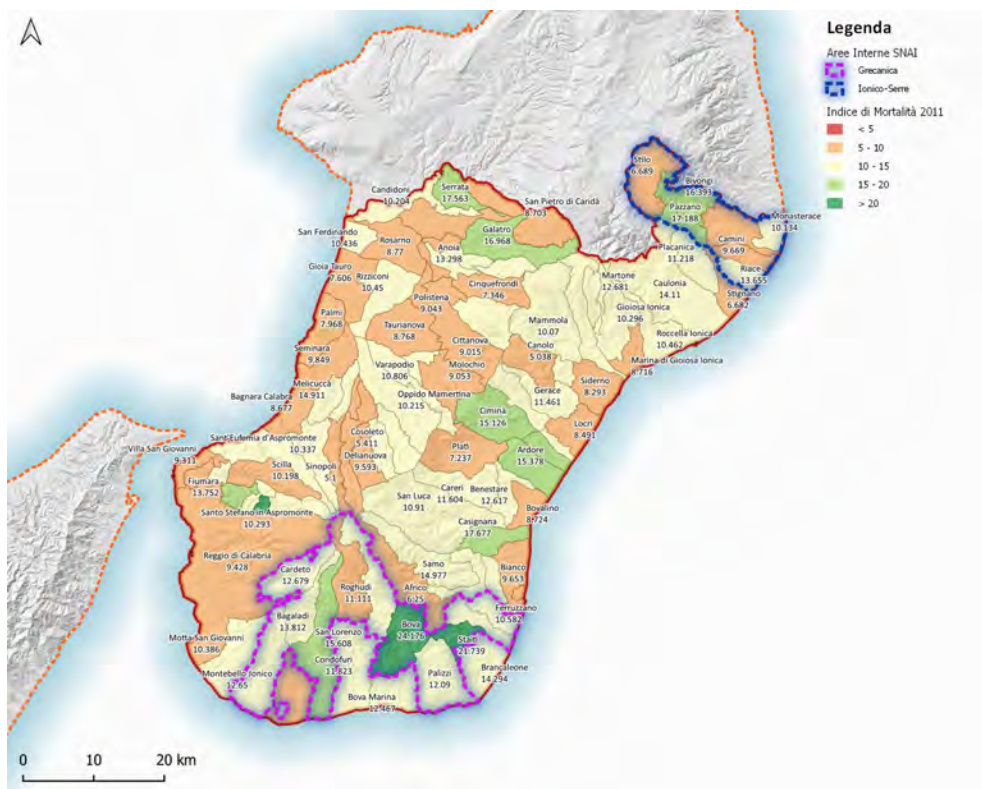 Legenda
Aree Interne SNAI
Grecanica
Ionico-Serre
Indice di Mortalità 2011
< 5
5 - 10
10 - 15
15 - 20
> 20
Stilo
6.689
Bivongi
16.393
Pazzano
17.188
Monasterace
10.134
Camini
9.669
Riace
13.655
Stignano
6.682
Placanica
11.218
Caulonia
14.11
Candidoni
10.204
Serrata
17.563
San Pietro di Caridà
8.703
San Ferdinando
10.436
Rosarno
8.77
Galatro
16.968
Anoia
13.298
Gioia Tauro
7.606
Rizziconi
10.45
Cinquefrondi
7.346
Martone
12.681
Gioiosa Ionica
10.296
Polistena
9.043
Palmi
7.968
Taurianova
8.768
Mammola
10.07
Roccella Ionica
10.462
Cittanova
9.015
Canolo
5.038
Marina di Gioiosa Ionica
8.716
Seminara
9.849
Varapodio
10.806
Molochio
9.053
Melicuccà
14.911
Oppido Mamertina
10.215
Gerace
11.461
Siderno
8.293
Bagnara Calabra
8.677
Ciminà
15.126
Locri
8.491
Sant'Eufemia d'Aspromonte
10.337
Cosoleto
5.411
Platì
7.237
Ardore
15.378
Villa San Giovanni
9.311
Delianuova
9.593
Scilla
10.198
Sinopoli
5.1
Fiumara
13.752
Careri
11.604
Benestare
12.617
San Luca
10.91
Bovalino
8.724
Santo Stefano in Aspromonte
10.293
Casignana
17.677
Reggio di Calabria
9.428
Cardeto
12.679
Samo
14.977
Bianco
9.653
Roghudi
11.111
Africo
6.25
Ferruzzano
10.582
Bagaladi
13.812
Bova
24.176
San Lorenzo
15.608
Staiti
21.739
Motta San Giovanni
10.386
Condofuri
11.823
Brancaleone
14.294
Montebello Ionico
12.65
Palizzi
12.09
Bova Marina
12.467
0 10 20 km